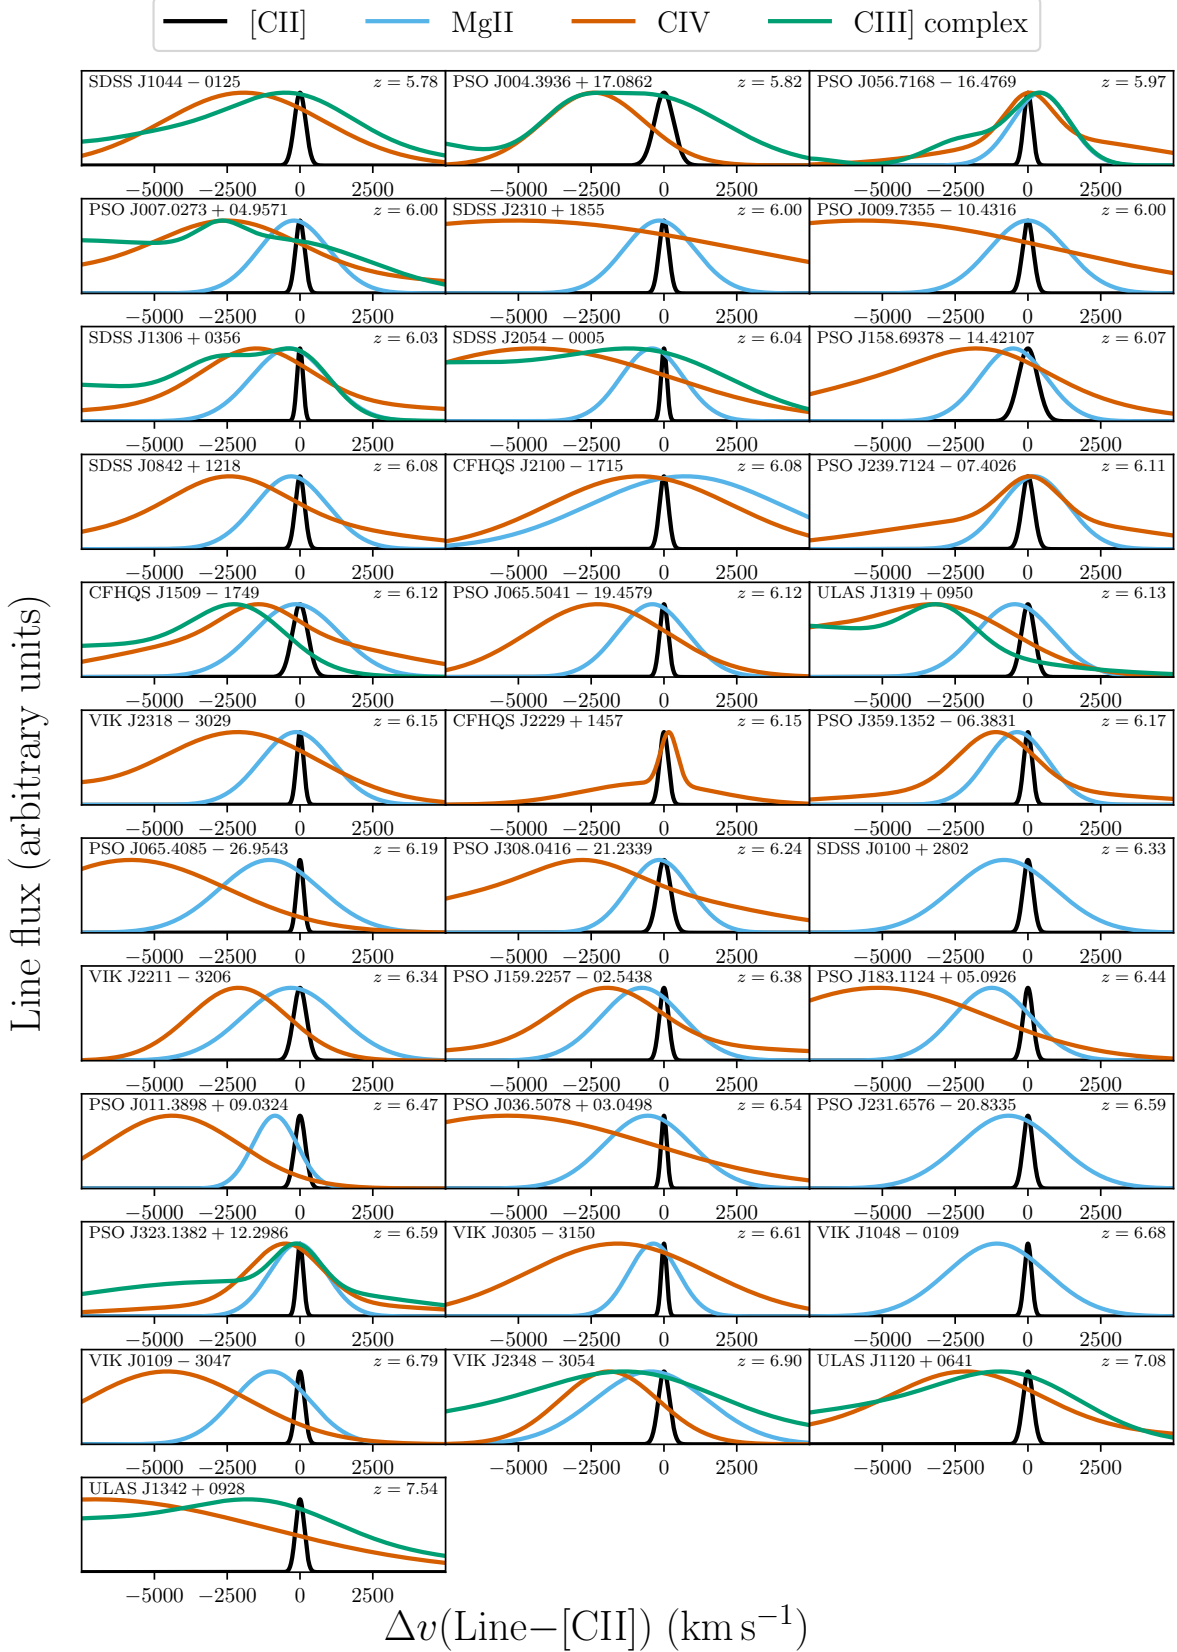 [CII] MgII CIV CIII] complex
SDSS J1044−0125 z = 5.78
PSO J004.3936+17.0862 z = 5.82
PSO J056.7168−16.4769 z = 5.97
−5000 −2500 0 2500
−5000 −2500 0 2500
−5000 −2500 0 2500
PSO J007.0273+04.9571 z = 6.00
SDSS J2310+1855 z = 6.00
PSO J009.7355−10.4316 z = 6.00
−5000 −2500 0 2500
−5000 −2500 0 2500
−5000 −2500 0 2500
SDSS J1306+0356 z = 6.03
SDSS J2054−0005 z = 6.04
PSO J158.69378−14.42107 z = 6.07
−5000 −2500 0 2500
−5000 −2500 0 2500
−5000 −2500 0 2500
SDSS J0842+1218 z = 6.08
CFHQS J2100−1715 z = 6.08
PSO J239.7124−07.4026 z = 6.11
−5000 −2500 0 2500
−5000 −2500 0 2500
−5000 −2500 0 2500
CFHQS J1509−1749 z = 6.12
PSO J065.5041−19.4579 z = 6.12
ULAS J1319+0950 z = 6.13
−5000 −2500 0 2500
−5000 −2500 0 2500
−5000 −2500 0 2500
VIK J2318−3029 z = 6.15
CFHQS J2229+1457 z = 6.15
PSO J359.1352−06.3831 z = 6.17
−5000 −2500 0 2500
−5000 −2500 0 2500
−5000 −2500 0 2500
PSO J065.4085−26.9543 z = 6.19
PSO J308.0416−21.2339 z = 6.24
SDSS J0100+2802 z = 6.33
−5000 −2500 0 2500
−5000 −2500 0 2500
−5000 −2500 0 2500
VIK J2211−3206 z = 6.34
PSO J159.2257−02.5438 z = 6.38
PSO J183.1124+05.0926 z = 6.44
−5000 −2500 0 2500
−5000 −2500 0 2500
−5000 −2500 0 2500
PSO J011.3898+09.0324 z = 6.47
PSO J036.5078+03.0498 z = 6.54
PSO J231.6576−20.8335 z = 6.59
−5000 −2500 0 2500
−5000 −2500 0 2500
−5000 −2500 0 2500
PSO J323.1382+12.2986 z = 6.59
VIK J0305−3150 z = 6.61
VIK J1048−0109 z = 6.68
−5000 −2500 0 2500
−5000 −2500 0 2500
−5000 −2500 0 2500
VIK J0109−3047 z = 6.79
VIK J2348−3054 z = 6.90
ULAS J1120+0641 z = 7.08
−5000 −2500 0 2500
−5000 −2500 0 2500
−5000 −2500 0 2500
ULAS J1342+0928 z = 7.54
−5000 −2500 0 2500
Line flux (arbitrary units)
Δv(Line−[CII]) (km s⁻¹)